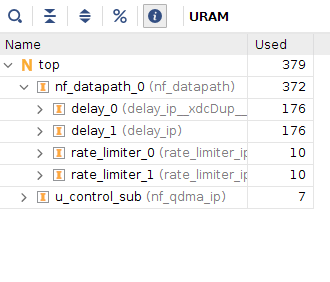 URAM
Name Used
top 379
nf_datapath_0 (nf_datapath) 372
delay_0 (delay_ip__xdcDup__ 176
delay_1 (delay_ip) 176
rate_limiter_0 (rate_limiter_ip 10
rate_limiter_1 (rate_limiter_ip 10
u_control_sub (nf_qdma_ip) 7